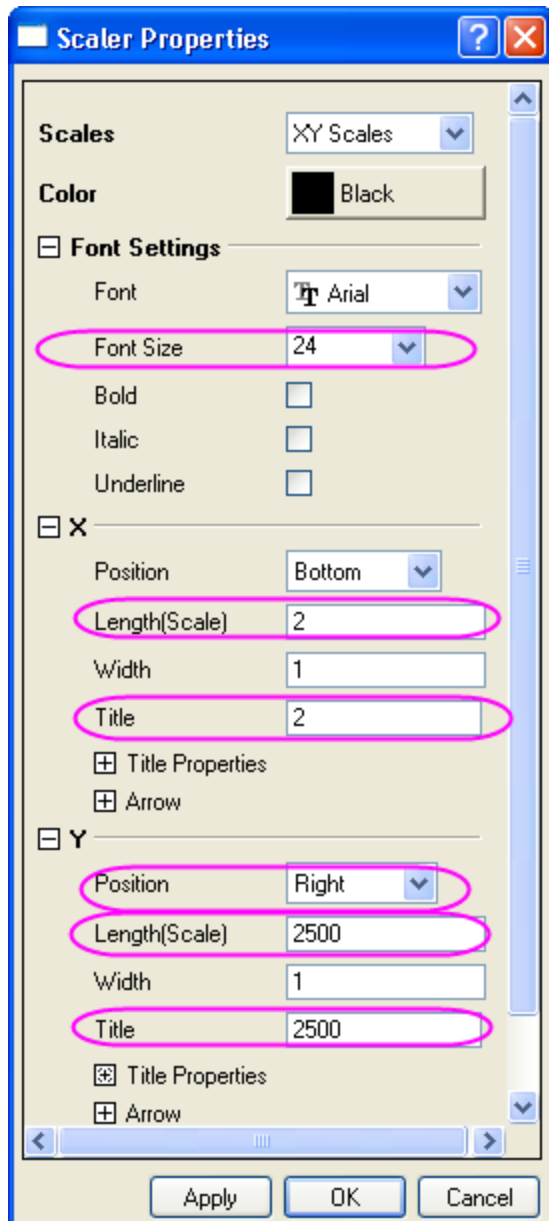 Scaler Properties
Scales XY Scales
Color Black
Font Settings
Font Arial
Font Size 24
Bold
Italic
Underline
X
Position Bottom
Length(Scale) 2
Width 1
Title 2
Title Properties
Arrow
Y
Position Right
Length(Scale) 2500
Width 1
Title 2500
Title Properties
Arrow
Apply OK Cancel